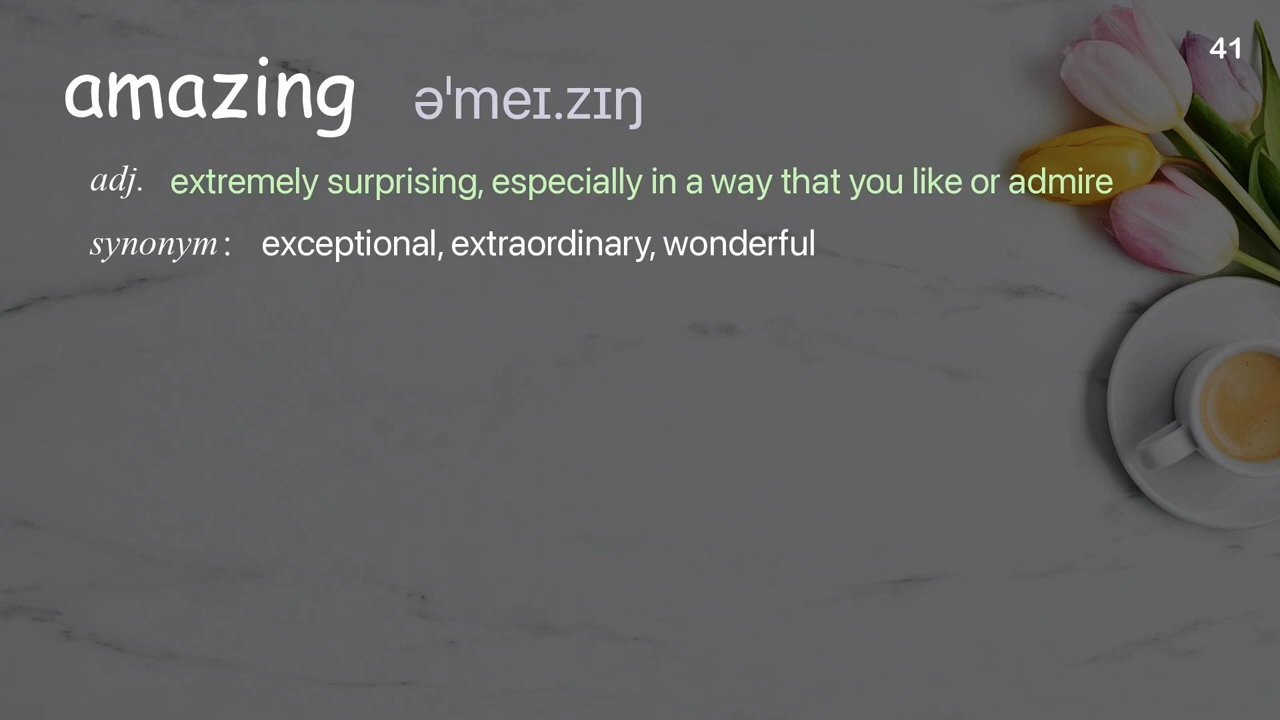 41
amazing əˈmeɪ.zɪŋ
adj. extremely surprising, especially in a way that you like or admire
synonym : exceptional, extraordinary, wonderful